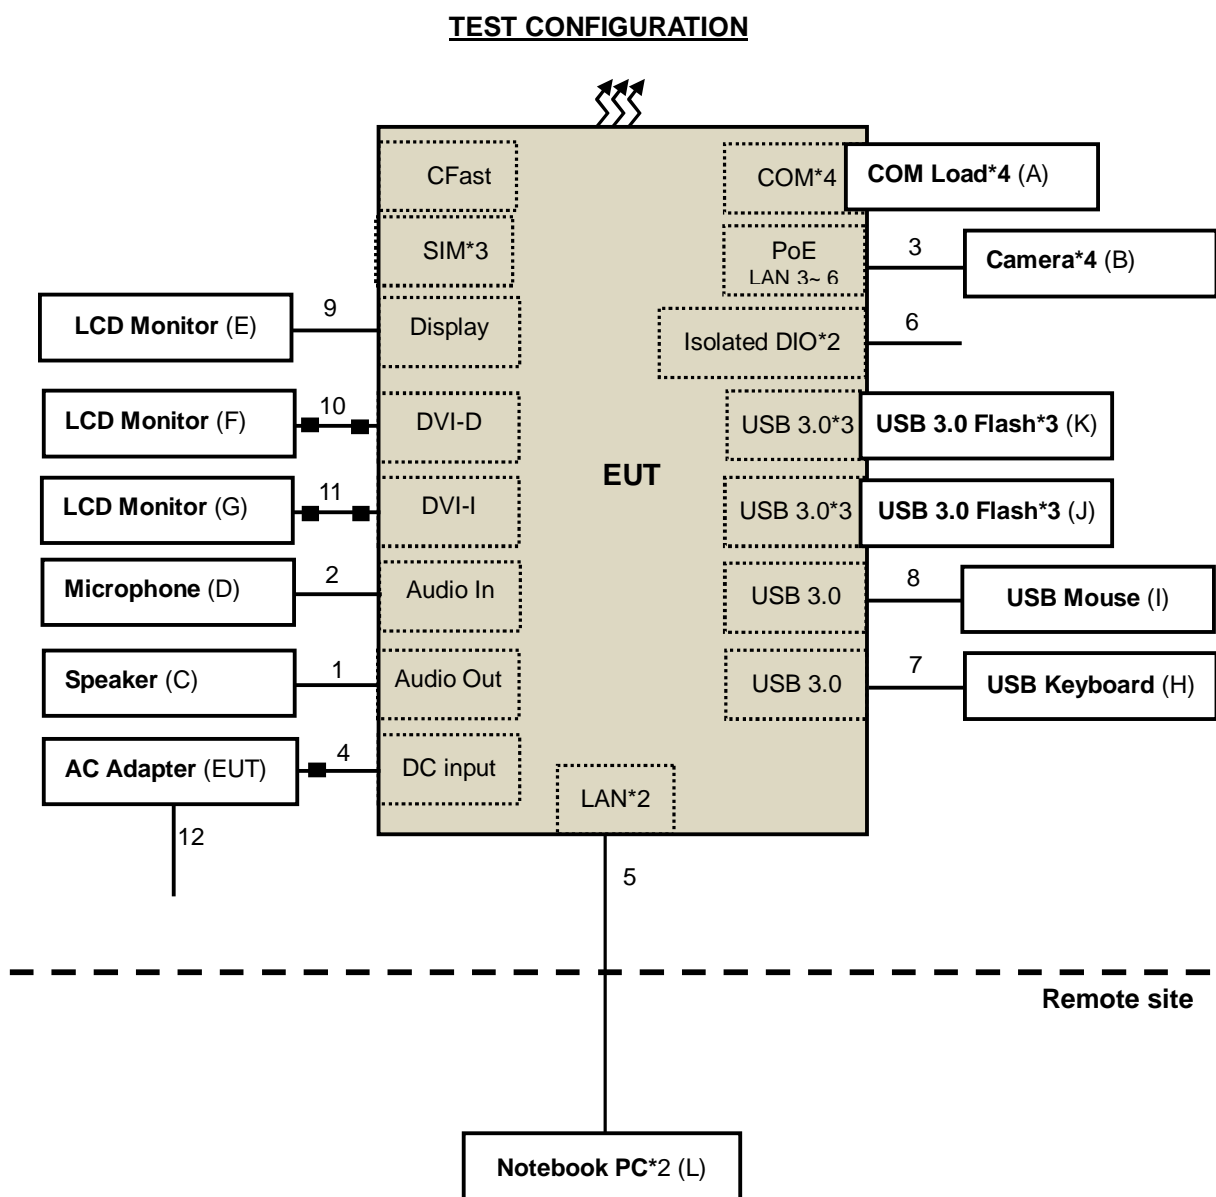 TEST CONFIGURATION
CFast
COM*4
COM Load*4 (A)
SIM*3
PoE
LAN 3~ 6
3
Camera*4 (B)
LCD Monitor (E)
9
Display
Isolated DIO*2
6
LCD Monitor (F)
10
DVI-D
USB 3.0*3
USB 3.0 Flash*3 (K)
EUT
LCD Monitor (G)
11
DVI-I
USB 3.0*3
USB 3.0 Flash*3 (J)
Microphone (D)
2
Audio In
USB 3.0
8
USB Mouse (I)
Speaker (C)
1
Audio Out
USB 3.0
7
USB Keyboard (H)
AC Adapter (EUT)
4
DC input
LAN*2
12
5
Remote site
Notebook PC*2 (L)